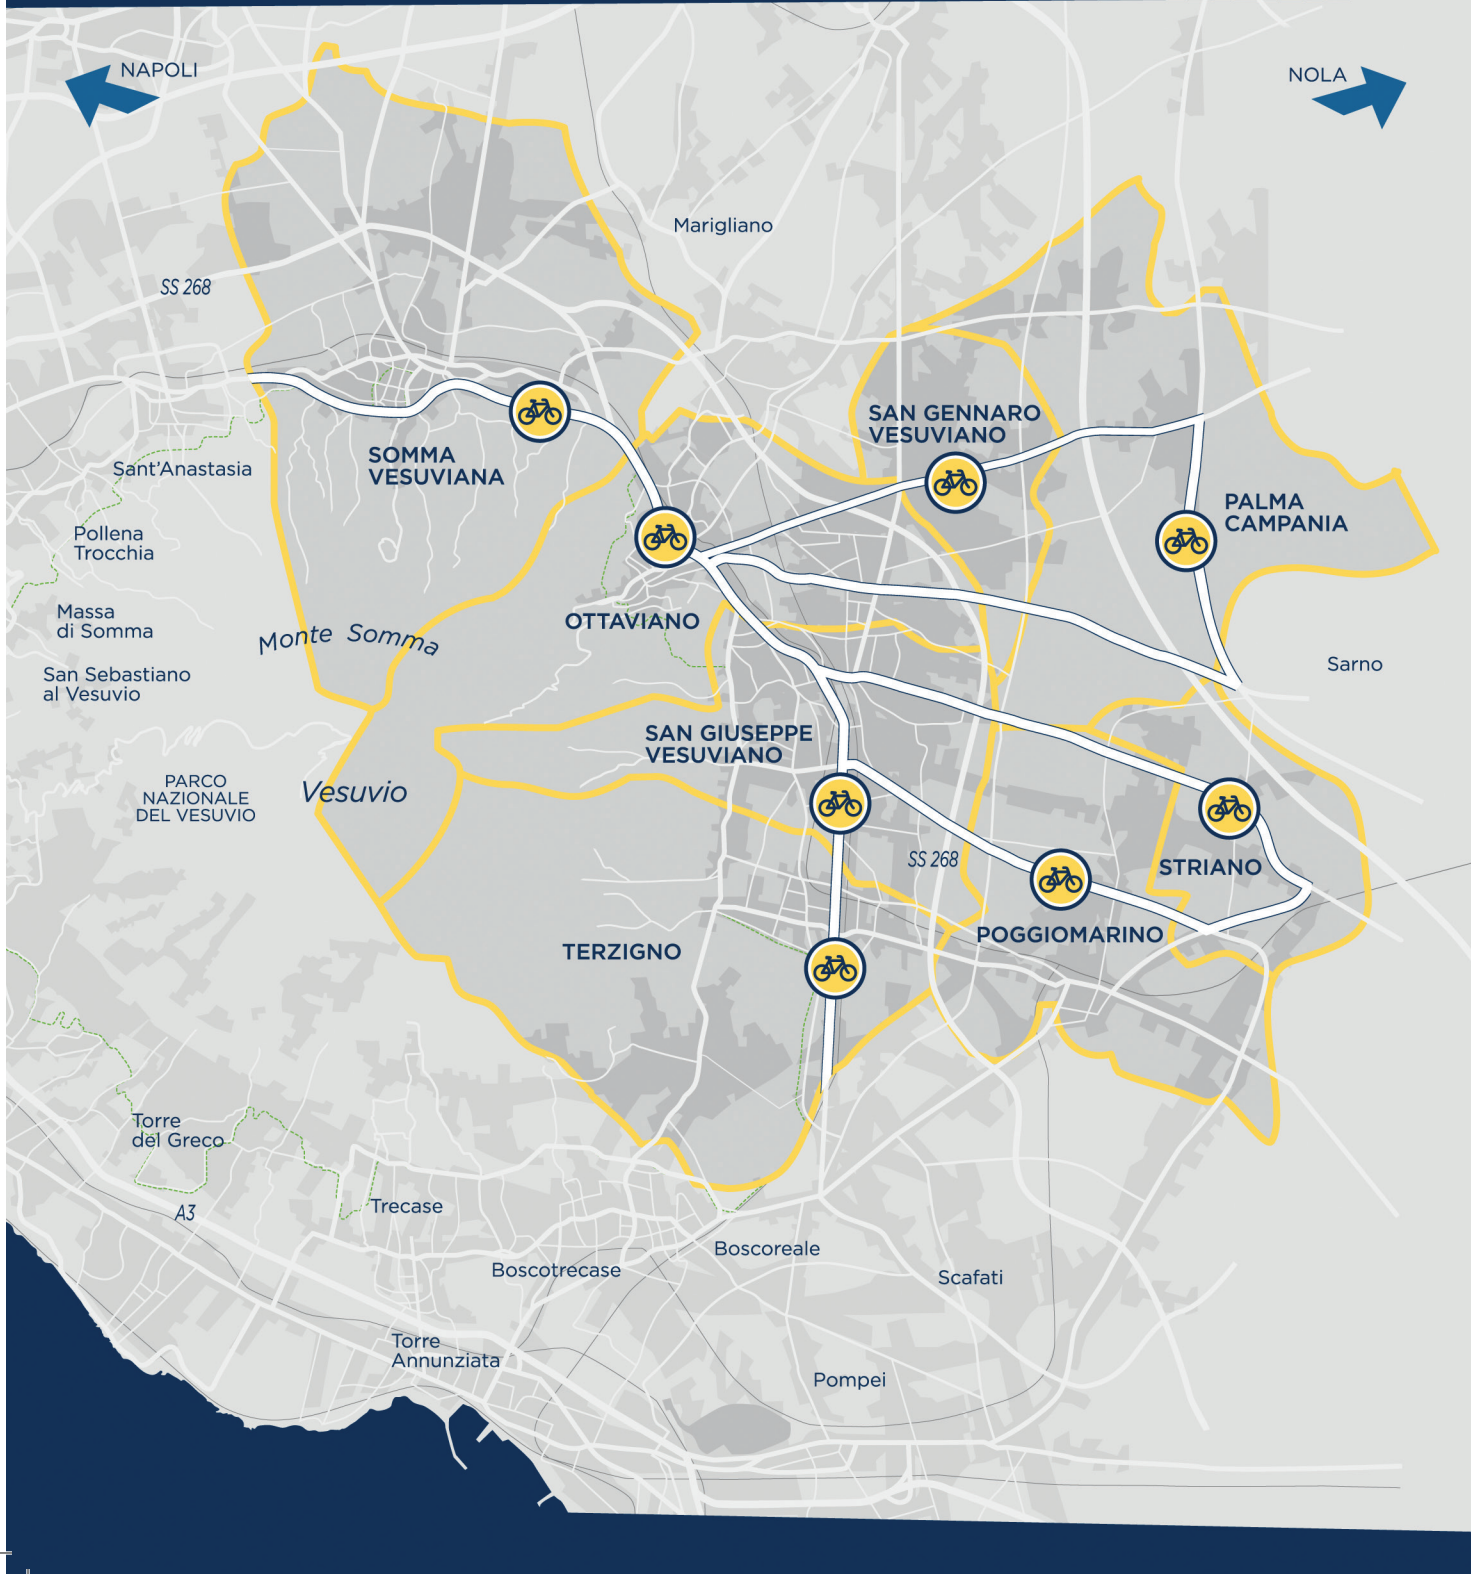 NAPOLI
NOLA
Marigliano
SS 268
SAN GENNARO
VESUVIANO
SOMMA
VESUVIANA
Sant'Anastasia
PALMA
CAMPANIA
Pollena
Trocchia
Massa
di Somma
OTTAVIANO
Monte Somma
Sarno
San Sebastiano
al Vesuvio
SAN GIUSEPPE
VESUVIANO
PARCO
NAZIONALE
DEL VESUVIO
Vesuvio
SS 268
STRIANO
POGGIOMARINO
TERZIGNO
Torre
del Greco
A3
Trecase
Boscoreale
Boscotrecase
Scafati
Torre
Annunziata
Pompei